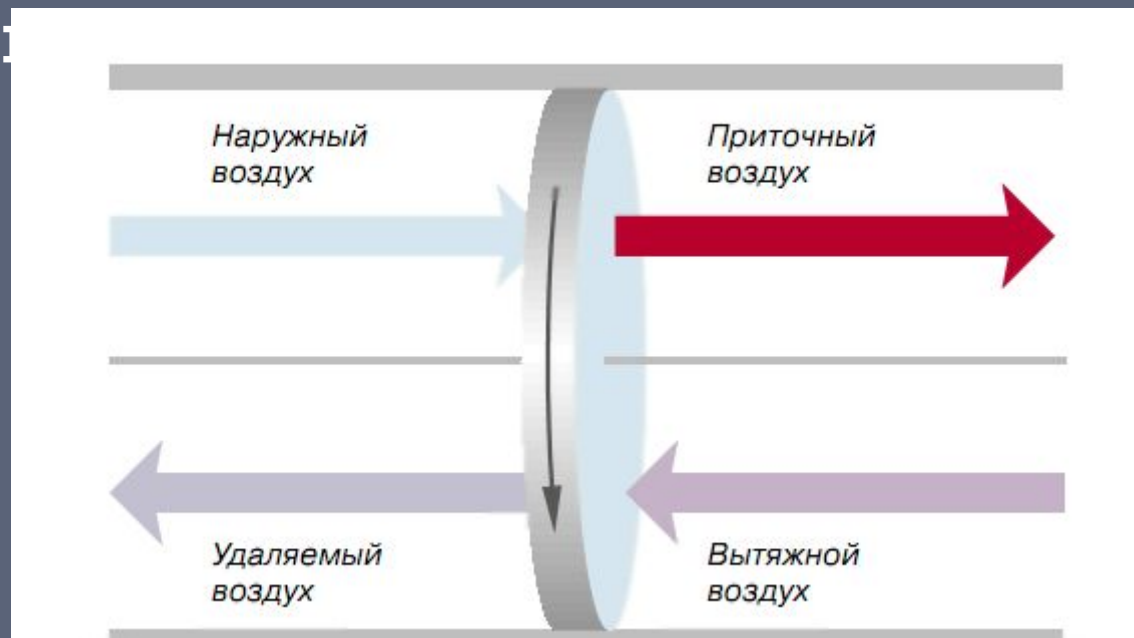 Наружный
воздух
Приточный
воздух
Удаляемый
воздух
Вытяжной
воздух